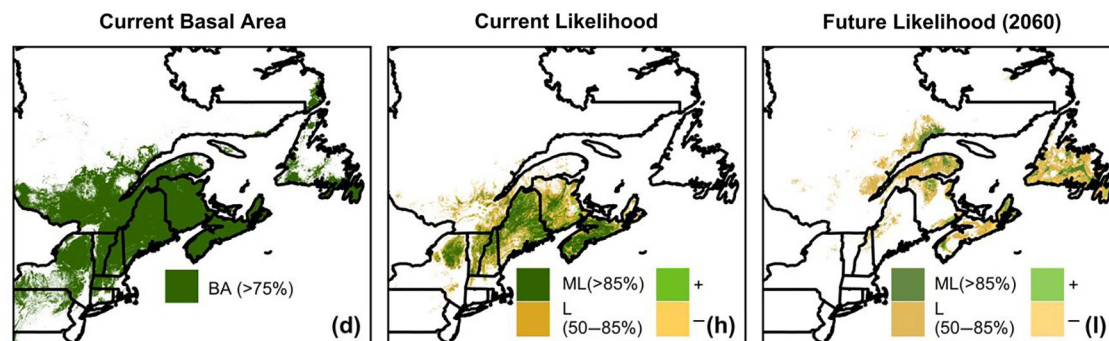 Current Basal Area
BA (>75%)
(d)
Current Likelihood
ML(>85%) +
L
(50–85%) –
(h)
Future Likelihood (2060)
ML(>85%) +
L
(50–85%) –
(l)